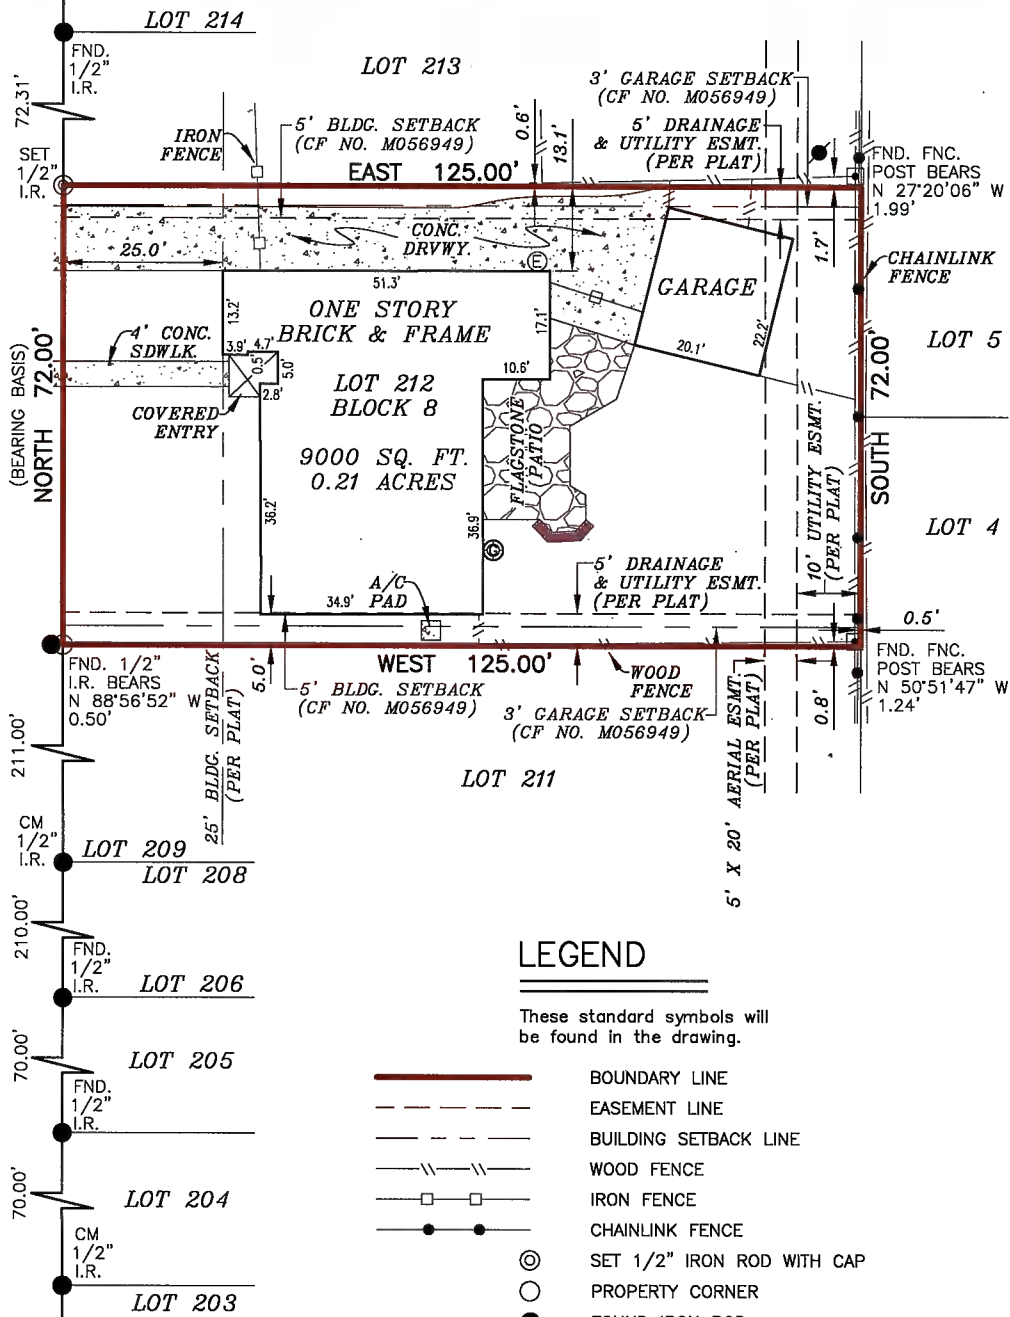 LOT 214
FND.
1/2"
I.R.
72.31'
LOT 213
3' GARAGE SETBACK
(CF NO. M056949)
0.6'
13.1'
IRON
FENCE
5' BLDG. SETBACK
(CF NO. M056949)
5' DRAINAGE
& UTILITY ESMT.
(PER PLAT)
SET
1/2"
I.R.
EAST 125.00'
FND. FNC.
POST BEARS
N 27°20'06" W
1.99'
CONC.
DRVWY.
25.0'
1.7'
CHAINLINK
FENCE
E
51.3'
GARAGE
ONE STORY
BRICK & FRAME
13.2'
17.1'
22.2'
20.1'
4' CONC.
SDWLK.
3.9'
4.7'
0.5'
5.0'
2.8'
10.6'
LOT 5
(BEARING BASIS)
NORTH 72.00'
SOUTH 72.00'
LOT 212
BLOCK 8
COVERED
ENTRY
9000 SQ. FT.
0.21 ACRES
FLAGSTONE
PATIO
10' UTILITY ESMT.
(PER PLAT)
LOT 4
36.2'
36.9'
G
A/C
PAD
34.9'
5' DRAINAGE
& UTILITY ESMT.
(PER PLAT)
0.5'
WEST 125.00'
FND. 1/2"
I.R. BEARS
N 88°56'52" W
0.50'
5.0'
WOOD
FENCE
FND. FNC.
POST BEARS
N 50°51'47" W
1.24'
0.8'
5' BLDG. SETBACK
(CF NO. M056949)
3' GARAGE SETBACK
(CF NO. M056949)
25' BLDG. SETBACK
(PER PLAT)
5' X 20' AERIAL ESMT.
(PER PLAT)
211.00'
LOT 211
CM
1/2"
I.R.
LOT 209
LOT 208
210.00'
FND.
1/2"
I.R.
LOT 206
70.00'
LOT 205
FND.
1/2"
I.R.
70.00'
LOT 204
CM
1/2"
I.R.
LOT 203
LEGEND
These standard symbols will
be found in the drawing.
BOUNDARY LINE
EASEMENT LINE
BUILDING SETBACK LINE
WOOD FENCE
IRON FENCE
CHAINLINK FENCE
SET 1/2" IRON ROD WITH CAP
PROPERTY CORNER